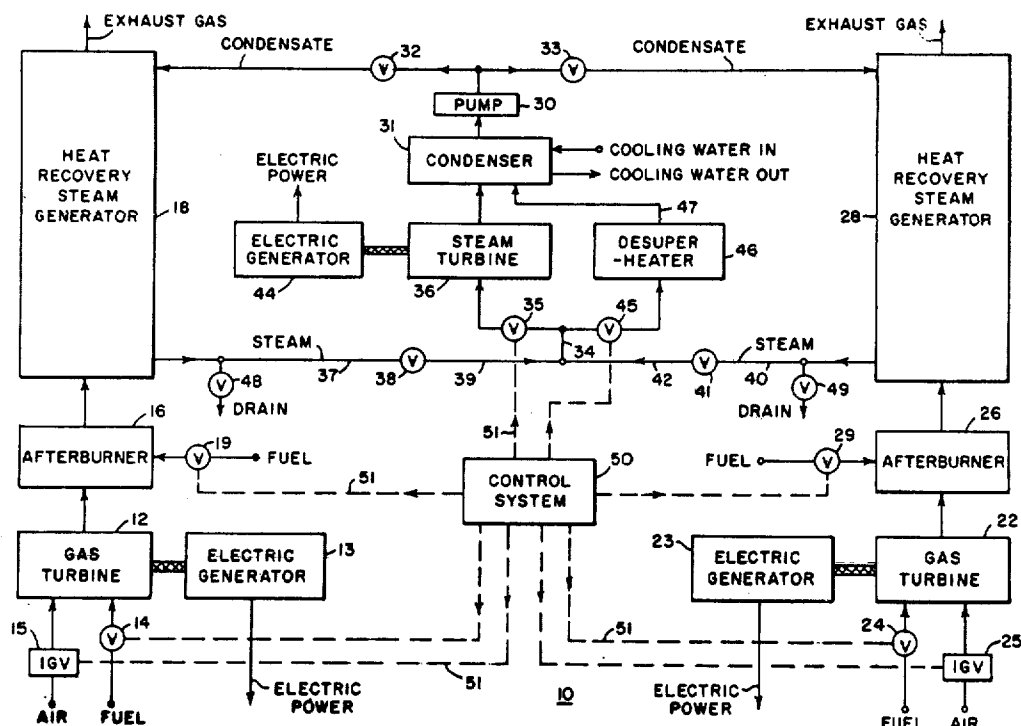 EXHAUST GAS
EXHAUST GAS
CONDENSATE
32
33
CONDENSATE
PUMP
30
31
CONDENSER
COOLING WATER IN
COOLING WATER OUT
HEAT
RECOVERY
STEAM
GENERATOR
18
HEAT
RECOVERY
STEAM
GENERATOR
28
ELECTRIC
POWER
47
ELECTRIC
GENERATOR
44
STEAM
TURBINE
36
DESUPER
-HEATER
46
V
V
V
35
V
45
34
STEAM
37
V
38
39
42
V
41
STEAM
40
V
48
DRAIN
V
49
DRAIN
16
AFTERBURNER
V
19
FUEL
51
51
CONTROL
SYSTEM
50
FUEL
V
29
26
AFTERBURNER
12
GAS
TURBINE
ELECTRIC
GENERATOR
13
23
ELECTRIC
GENERATOR
22
GAS
TURBINE
15
IGV
V
14
51
51
V
24
25
IGV
AIR
FUEL
ELECTRIC
POWER
10
ELECTRIC
POWER
FUEL
AIR